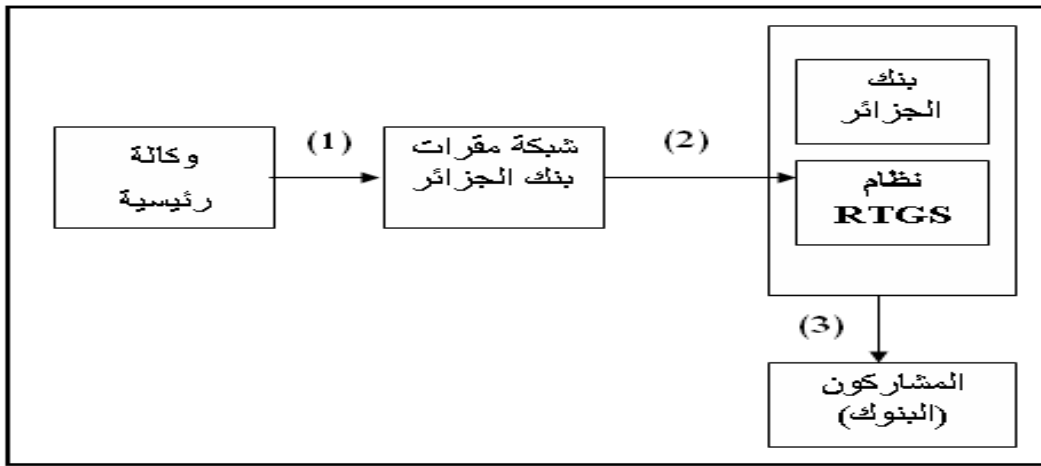 وكالة
رئيسية
(1)
شبكة مقرات
بنك الجزائر
(2)
بنك
الجزائر
نظام
RTGS
(3)
المشاركون
(البنوك)